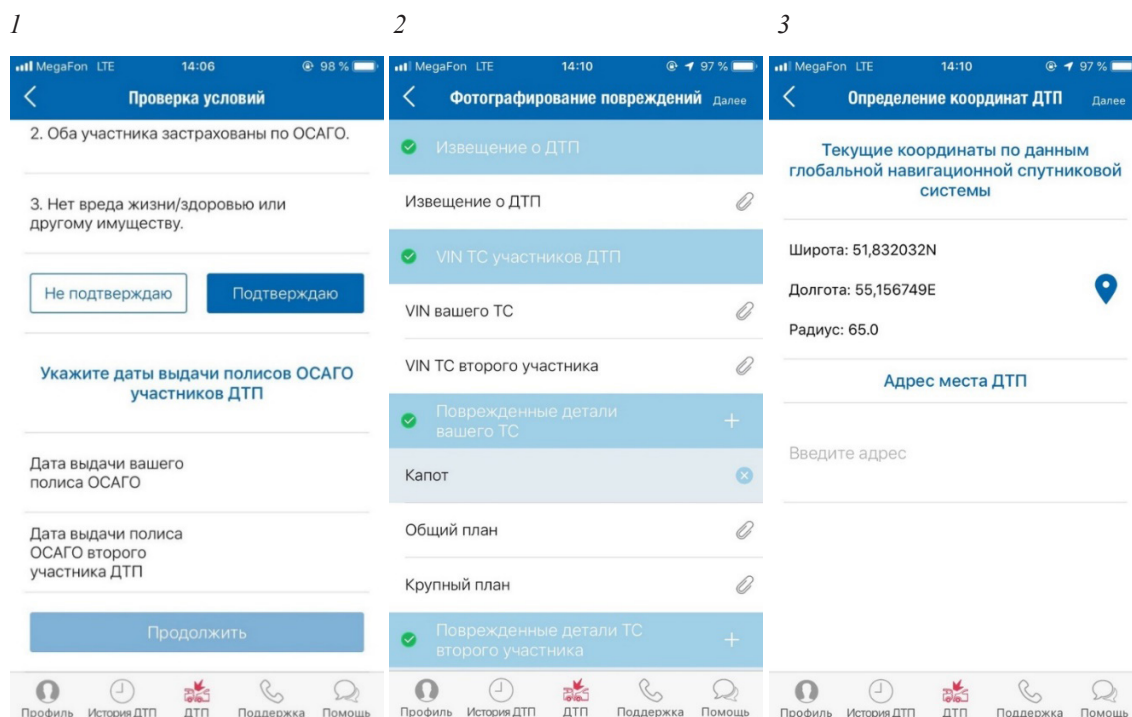 1
2
3
MegaFon LTE 14:06 98 %
Проверка условий
2. Оба участника застрахованы по ОСАГО.
3. Нет вреда жизни/здоровью или
другому имуществу.
Не подтверждаю
Подтверждаю
Укажите даты выдачи полисов ОСАГО
участников ДТП
Дата выдачи вашего
полиса ОСАГО
Дата выдачи полиса
ОСАГО второго
участника ДТП
Продолжить
Профиль История ДТП ДТП Поддержка Помощь
MegaFon LTE 14:10 97 %
Фотографирование повреждений Далее
Извещение о ДТП
Извещение о ДТП
VIN ТС участников ДТП
VIN вашего ТС
VIN ТС второго участника
Поврежденные детали
вашего ТС
Капот
Общий план
Крупный план
Поврежденные детали ТС
второго участника
Профиль История ДТП ДТП Поддержка Помощь
MegaFon LTE 14:10 97 %
Определение координат ДТП Далее
Текущие координаты по данным
глобальной навигационной спутниковой
системы
Широта: 51,832032N
Долгота: 55,156749E
Радиус: 65.0
Адрес места ДТП
Введите адрес
Профиль История ДТП ДТП Поддержка Помощь